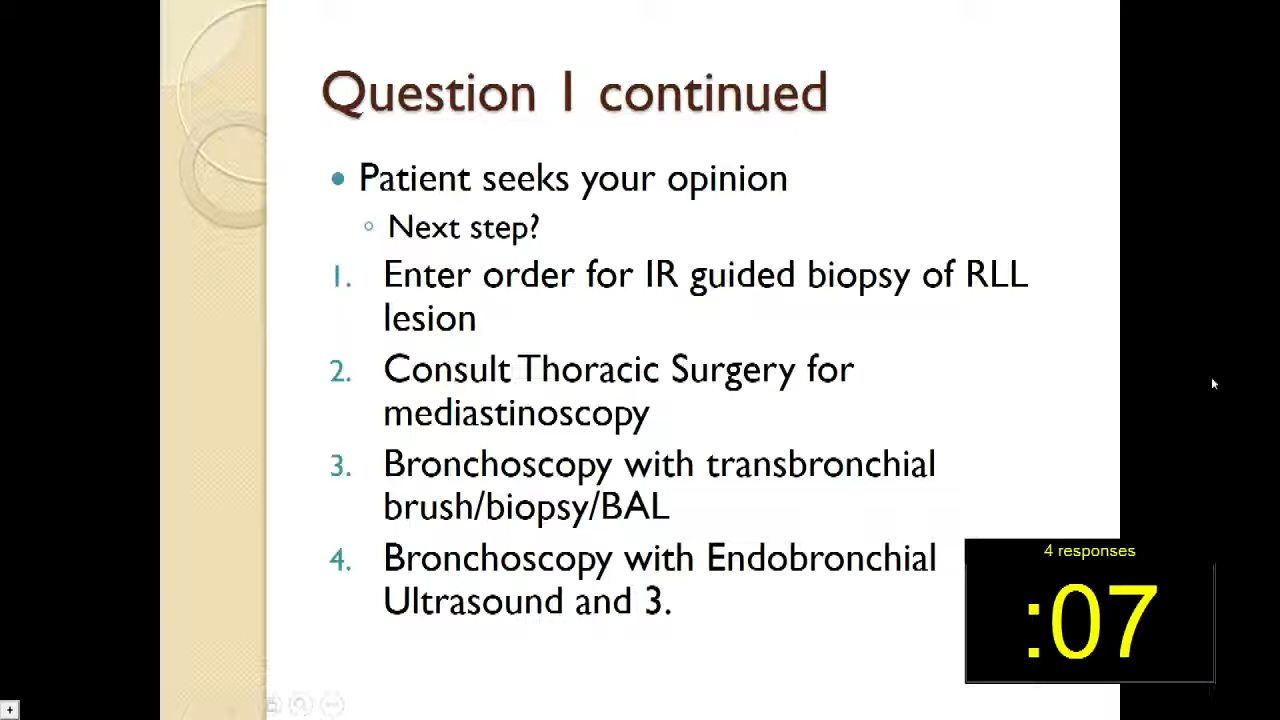 Question 1 continued
• Patient seeks your opinion
◦ Next step?
1. Enter order for IR guided biopsy of RLL
lesion
2. Consult Thoracic Surgery for
mediastinoscopy
3. Bronchoscopy with transbronchial
brush/biopsy/BAL
4. Bronchoscopy with Endobronchial
Ultrasound and 3.
4 responses
:07
+